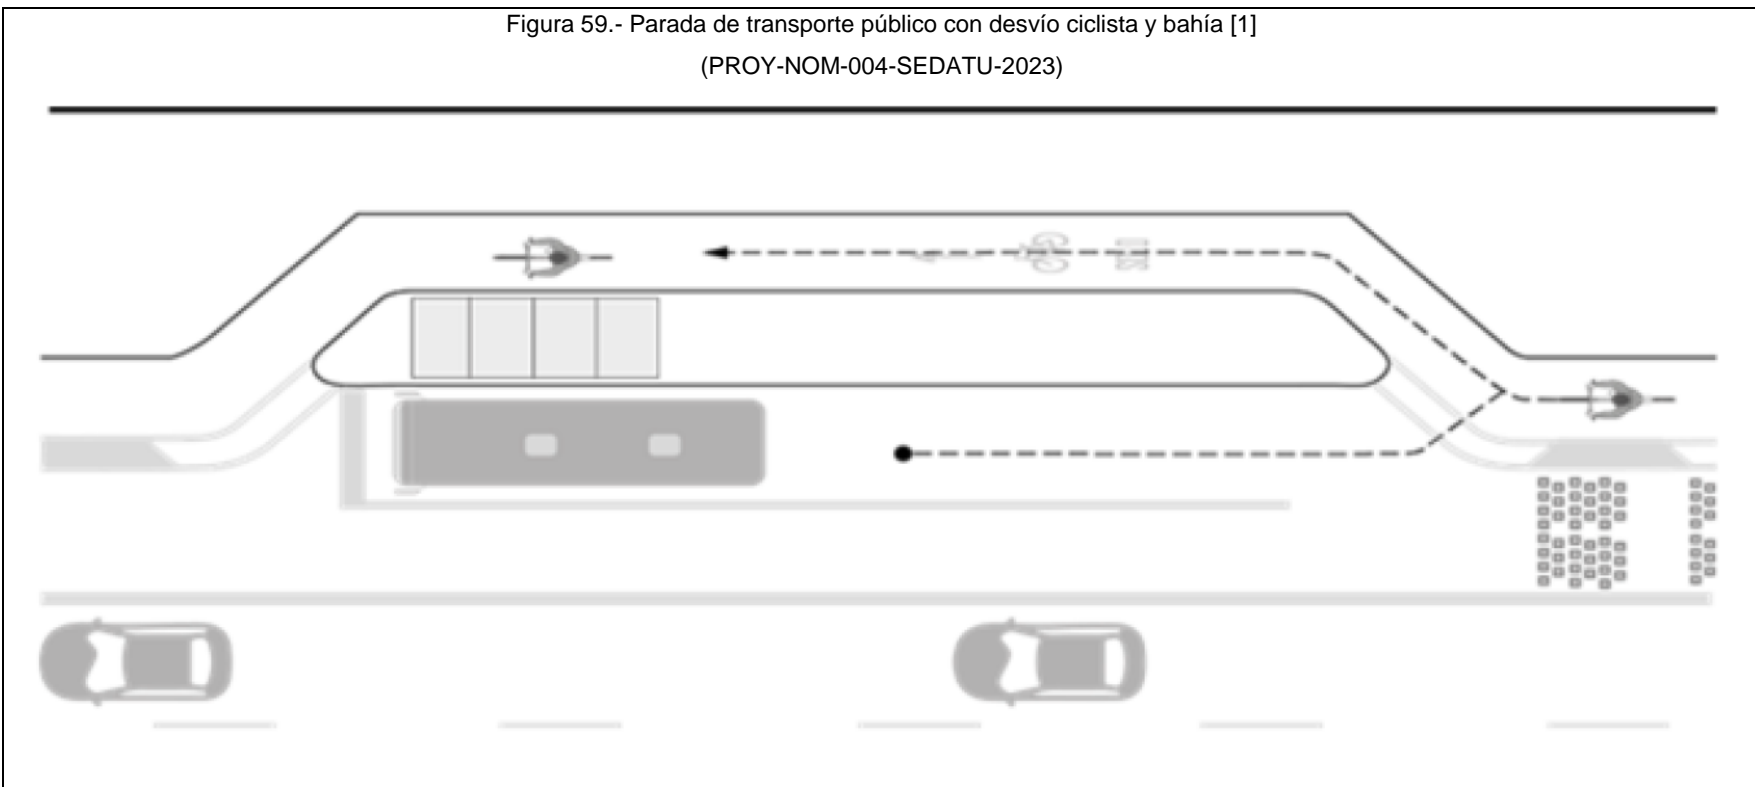 Figura 59.- Parada de transporte público con desvío ciclista y bahía [1]
(PROY-NOM-004-SEDATU-2023)